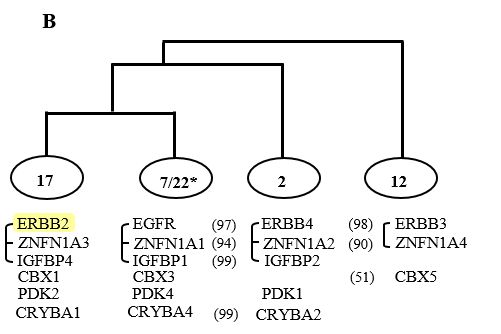 B
17 7/22* 2 12
ERBB2 EGFR (97) ERBB4 (98) ERBB3
ZNFN1A3 ZNFN1A1 (94) ZNFN1A2 (90) ZNFN1A4
IGFBP4 IGFBP1 (99) IGFBP2
CBX1 CBX3 (51) CBX5
PDK2 PDK4 PDK1
CRYBA1 CRYBA4 (99) CRYBA2